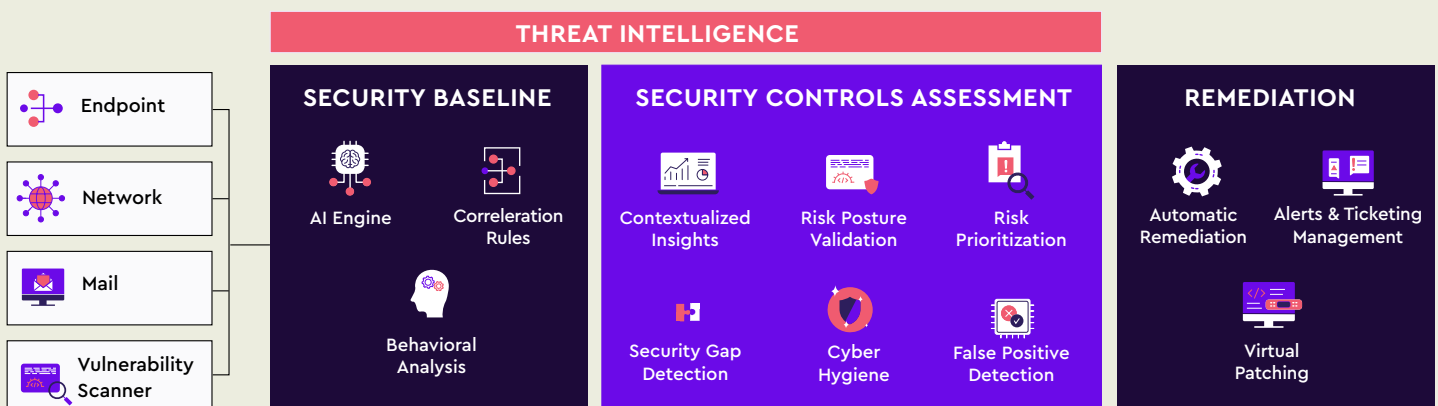 THREAT INTELLIGENCE
Endpoint
Network
Mail
Vulnerability
Scanner
SECURITY BASELINE
AI Engine
Correleration
Rules
Behavioral
Analysis
SECURITY CONTROLS ASSESSMENT
Contextualized
Insights
Risk Posture
Validation
Risk
Prioritization
Security Gap
Detection
Cyber
Hygiene
False Positive
Detection
REMEDIATION
Automatic
Remediation
Alerts & Ticketing
Management
Virtual
Patching